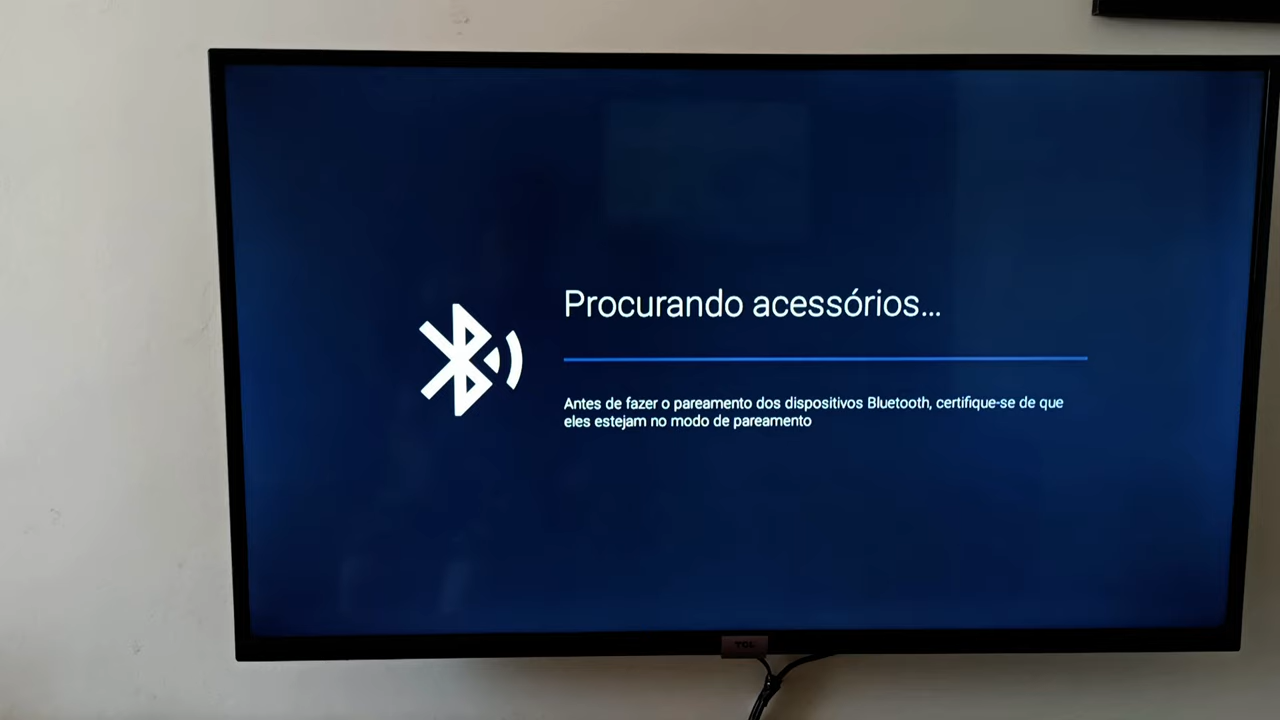 Procurando acessórios...
Antes de fazer o pareamento dos dispositivos Bluetooth, certifique-se de que
eles estejam no modo de pareamento
TCL